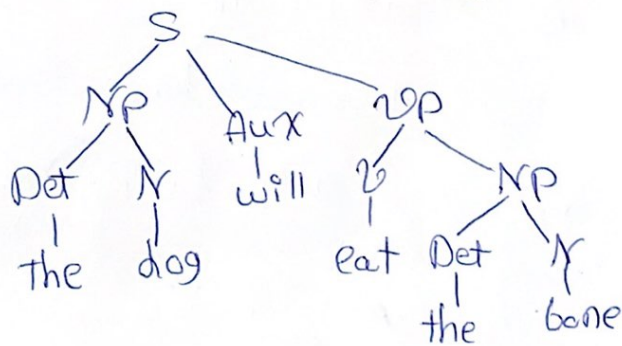 S
NP Aux VP
Det N will V NP
the dog eat Det N
the bone